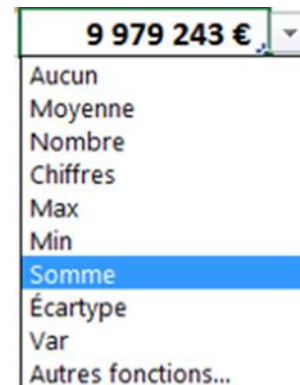 9 979 243 €
Aucun
Moyenne
Nombre
Chiffres
Max
Min
Somme
Écartype
Var
Autres fonctions...